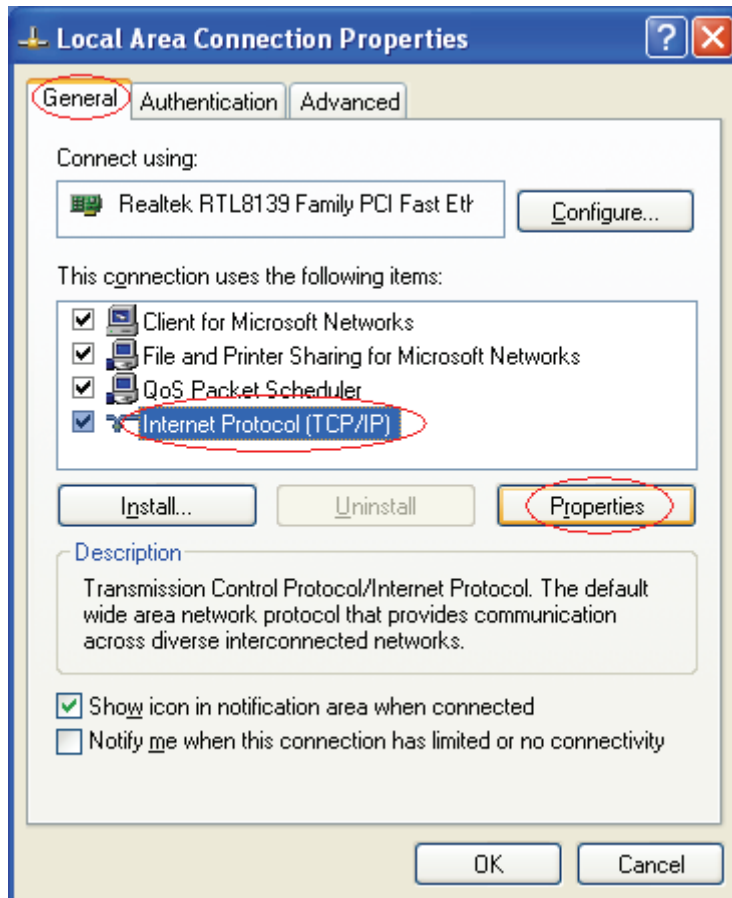 Local Area Connection Properties
General Authentication Advanced
Connect using:
Realtek RTL8139 Family PCI Fast Eth
Configure...
This connection uses the following items:
Client for Microsoft Networks
File and Printer Sharing for Microsoft Networks
QoS Packet Scheduler
Internet Protocol (TCP/IP)
Install... Uninstall Properties
Description
Transmission Control Protocol/Internet Protocol. The default
wide area network protocol that provides communication
across diverse interconnected networks.
Show icon in notification area when connected
Notify me when this connection has limited or no connectivity
OK Cancel